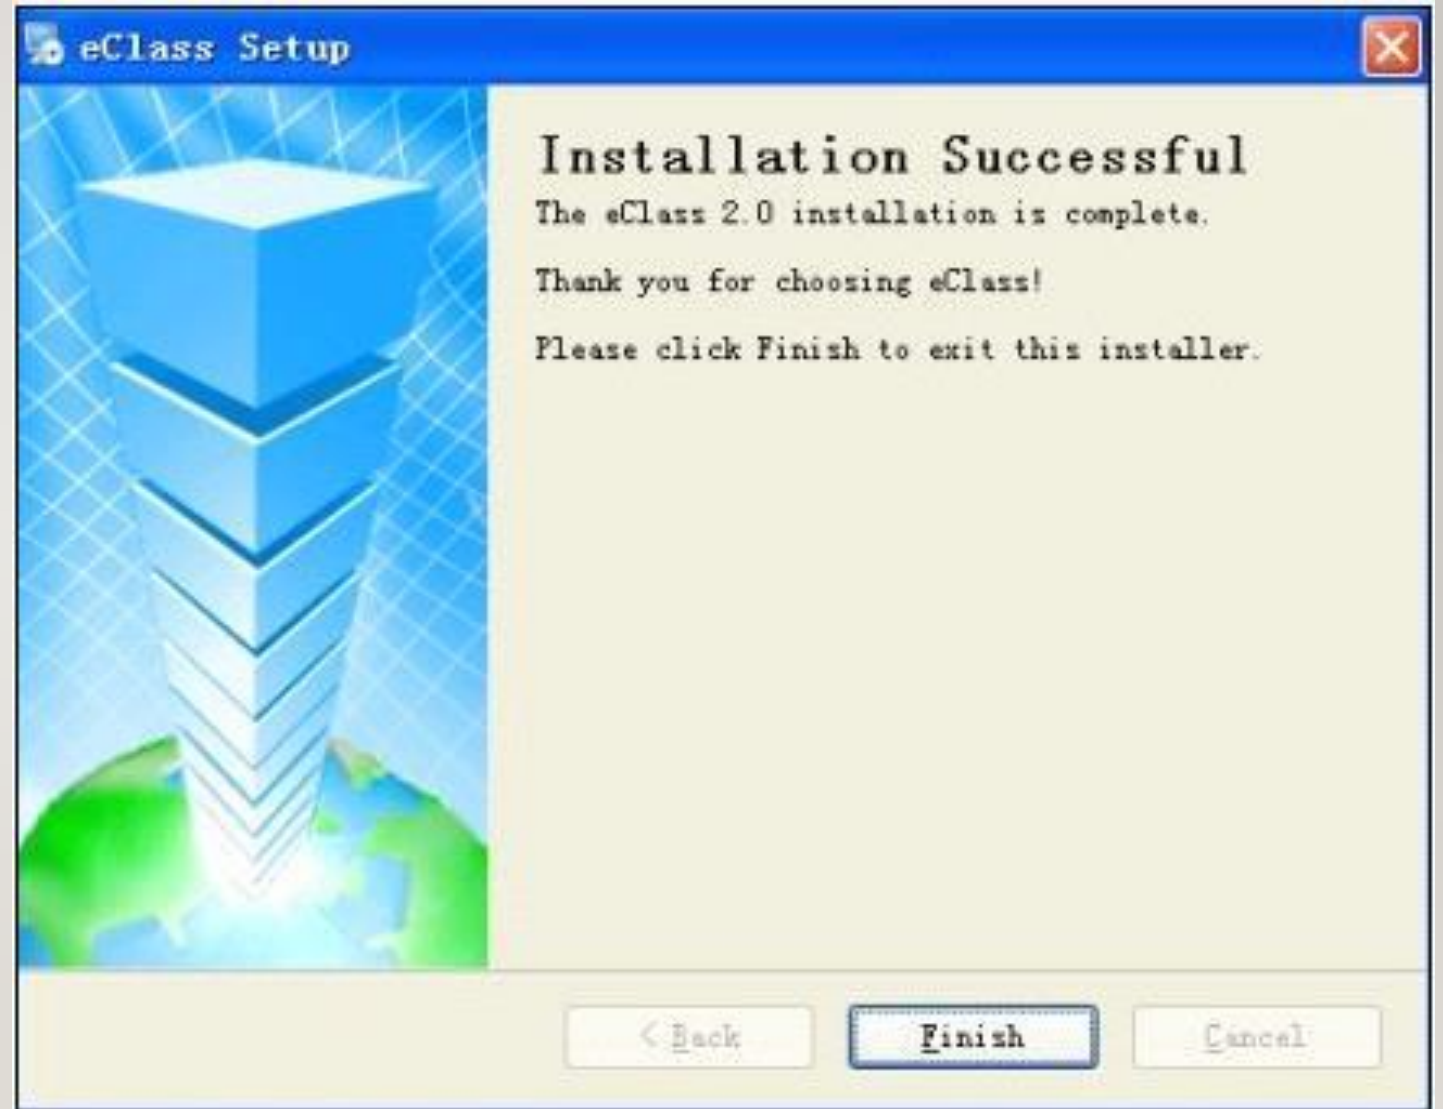 eClass Setup
Installation Successful
The eClass 2.0 installation is complete.
Thank you for choosing eClass!
Please click Finish to exit this installer.
< Back
Finish
Cancel